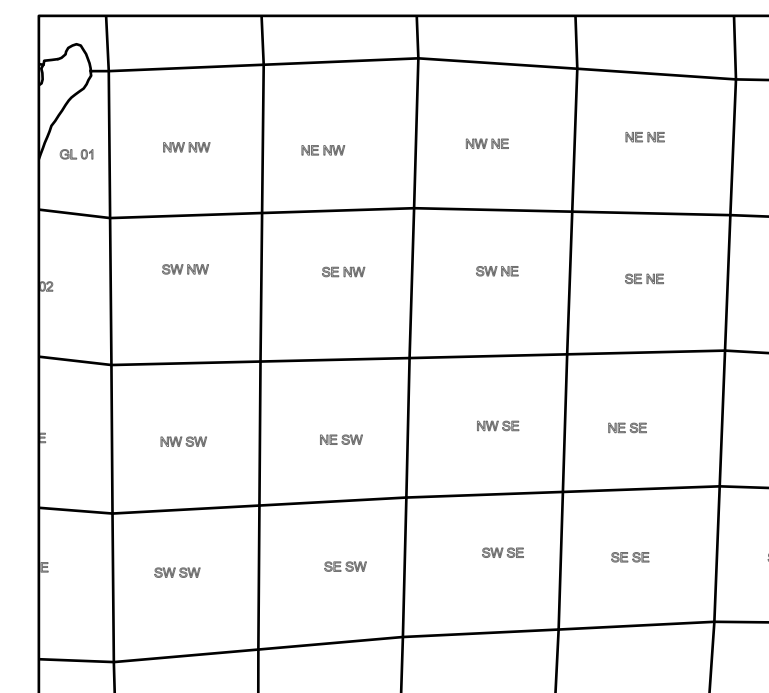 GL 01
NW NW
NE NW
NW NE
NE NE
02
SW NW
SE NW
SW NE
SE NE
E
NW SW
NE SW
NW SE
NE SE
E
SW SW
SE SW
SW SE
SE SE